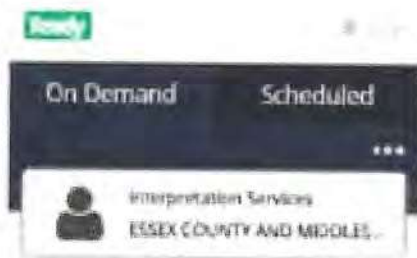 Ready
On Demand Scheduled
...
Interpretation Services
ESSEX COUNTY AND MIDDLES...